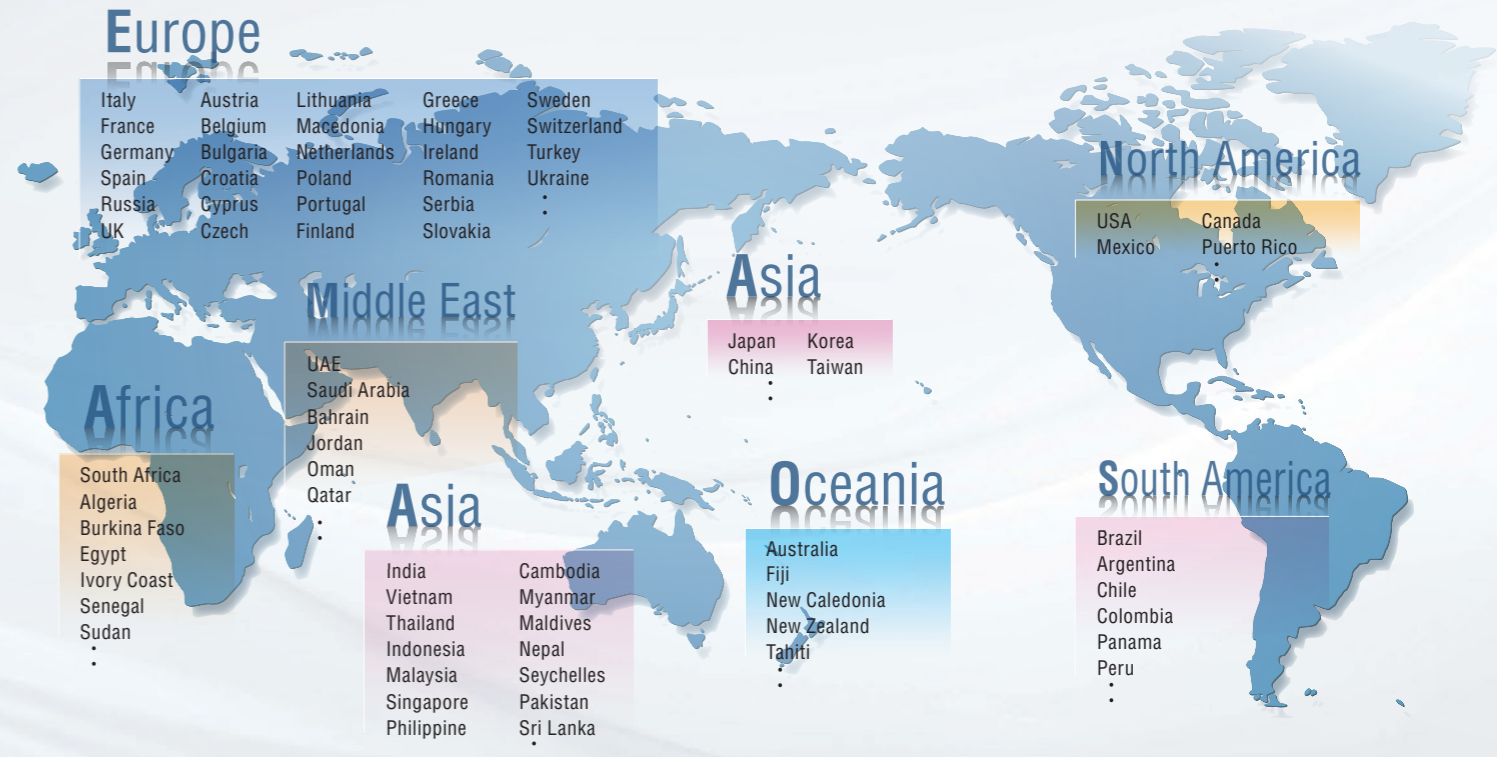 Europe
Italy Austria Lithuania Greece Sweden
France Belgium Macedonia Hungary Switzerland
Germany Bulgaria Netherlands Ireland Turkey
Spain Croatia Poland Romania Ukraine
Russia Cyprus Portugal Serbia
UK Czech Finland Slovakia
North America
USA Canada
Mexico Puerto Rico
Asia
Japan Korea
China Taiwan
Middle East
UAE
Saudi Arabia
Bahrain
Jordan
Oman
Qatar
Africa
South Africa
Algeria
Burkina Faso
Egypt
Ivory Coast
Senegal
Sudan
Asia
India Cambodia
Vietnam Myanmar
Thailand Maldives
Indonesia Nepal
Malaysia Seychelles
Singapore Pakistan
Philippine Sri Lanka
Oceania
Australia
Fiji
New Caledonia
New Zealand
Tahiti
South America
Brazil
Argentina
Chile
Colombia
Panama
Peru